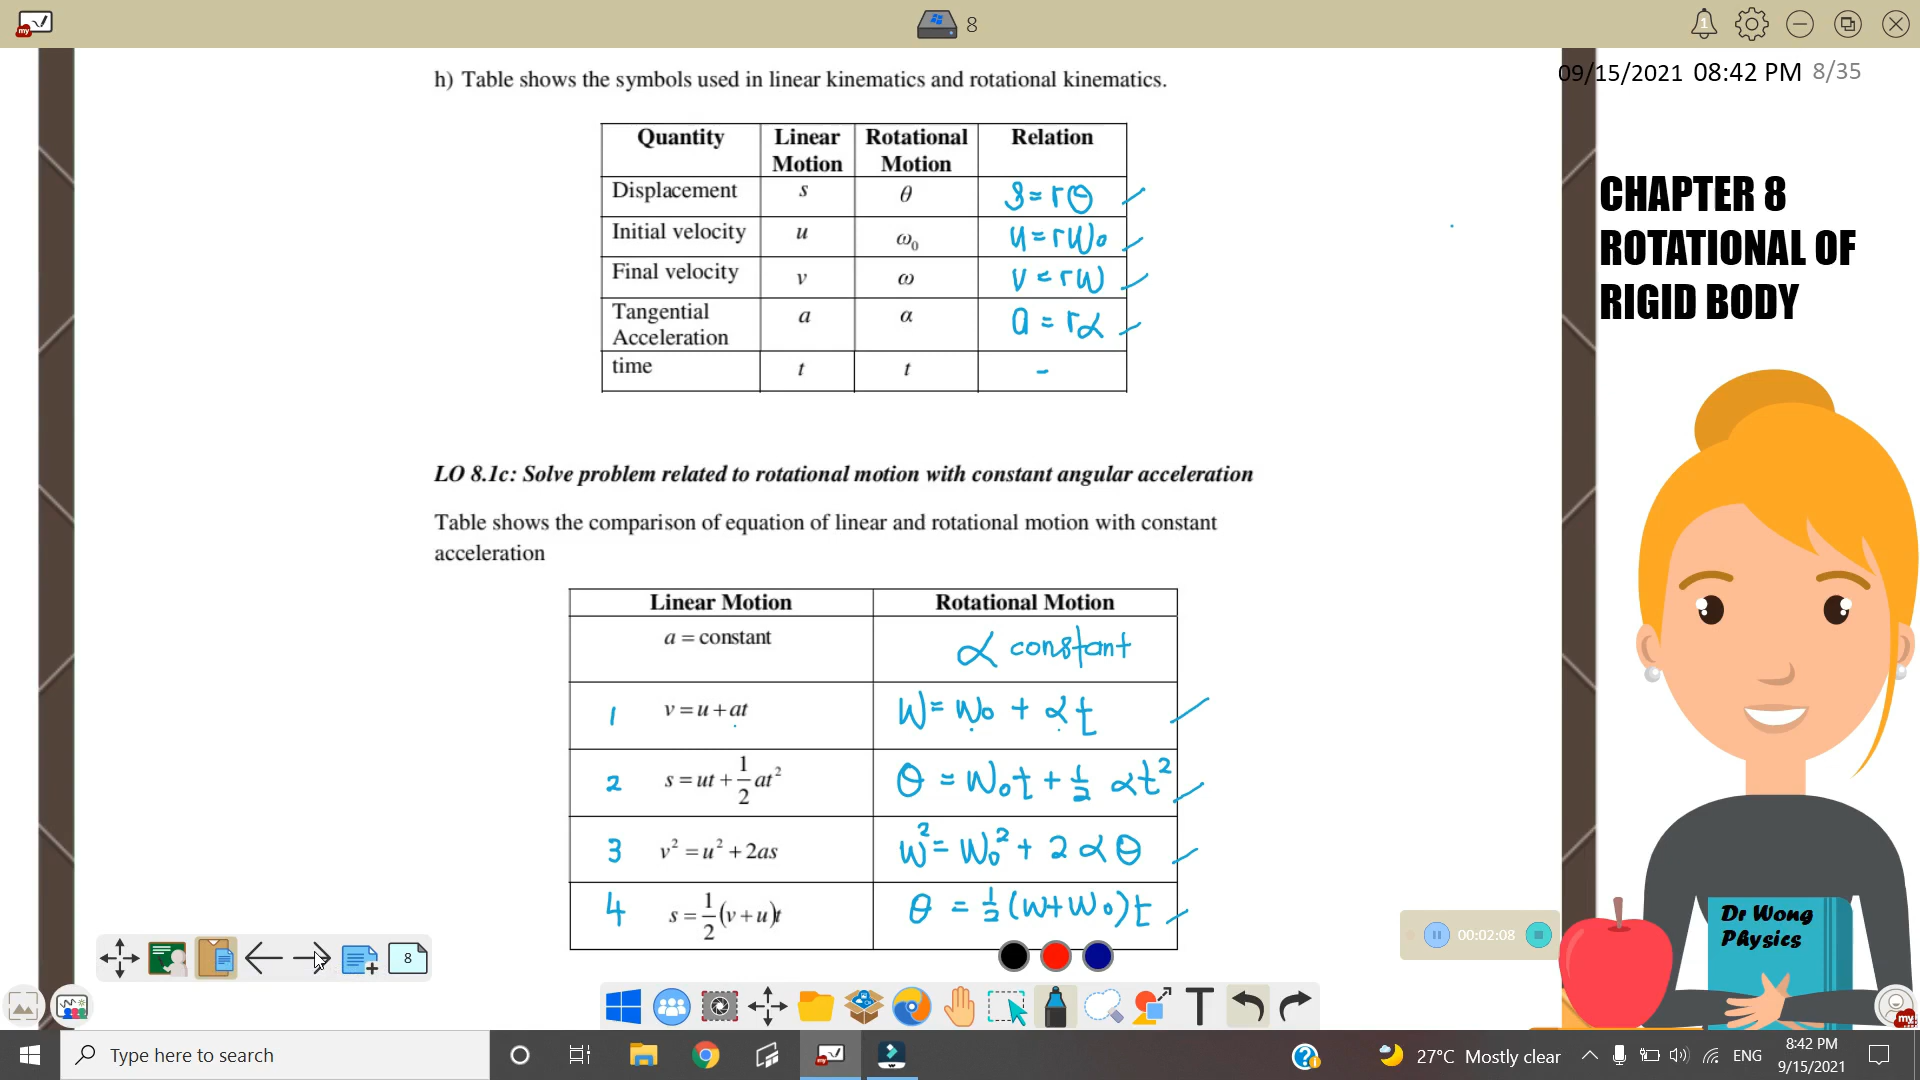 8
h) Table shows the symbols used in linear kinematics and rotational kinematics.
09/15/2021 08:42 PM 8/35
Quantity | Linear Motion | Rotational Motion | Relation
Displacement | s | θ | s = rθ
Initial velocity | u | ω₀ | u = rω₀
Final velocity | v | ω | v = rω
Tangential Acceleration | a | α | a = rα
time | t | t | -
CHAPTER 8
ROTATIONAL OF
RIGID BODY
LO 8.1c: Solve problem related to rotational motion with constant angular acceleration
Table shows the comparison of equation of linear and rotational motion with constant
acceleration
Linear Motion | Rotational Motion
a = constant | α constant
1 v = u + at | ω = ω₀ + αt
2 s = ut + 1/2 at² | θ = ω₀t + 1/2 αt²
3 v² = u² + 2as | ω² = ω₀² + 2αθ
4 s = 1/2 (v + u)t | θ = 1/2 (ω + ω₀)t
Dr Wong
Physics
00:02:08
8
T
my
Type here to search
27°C Mostly clear
ENG
8:42 PM
9/15/2021